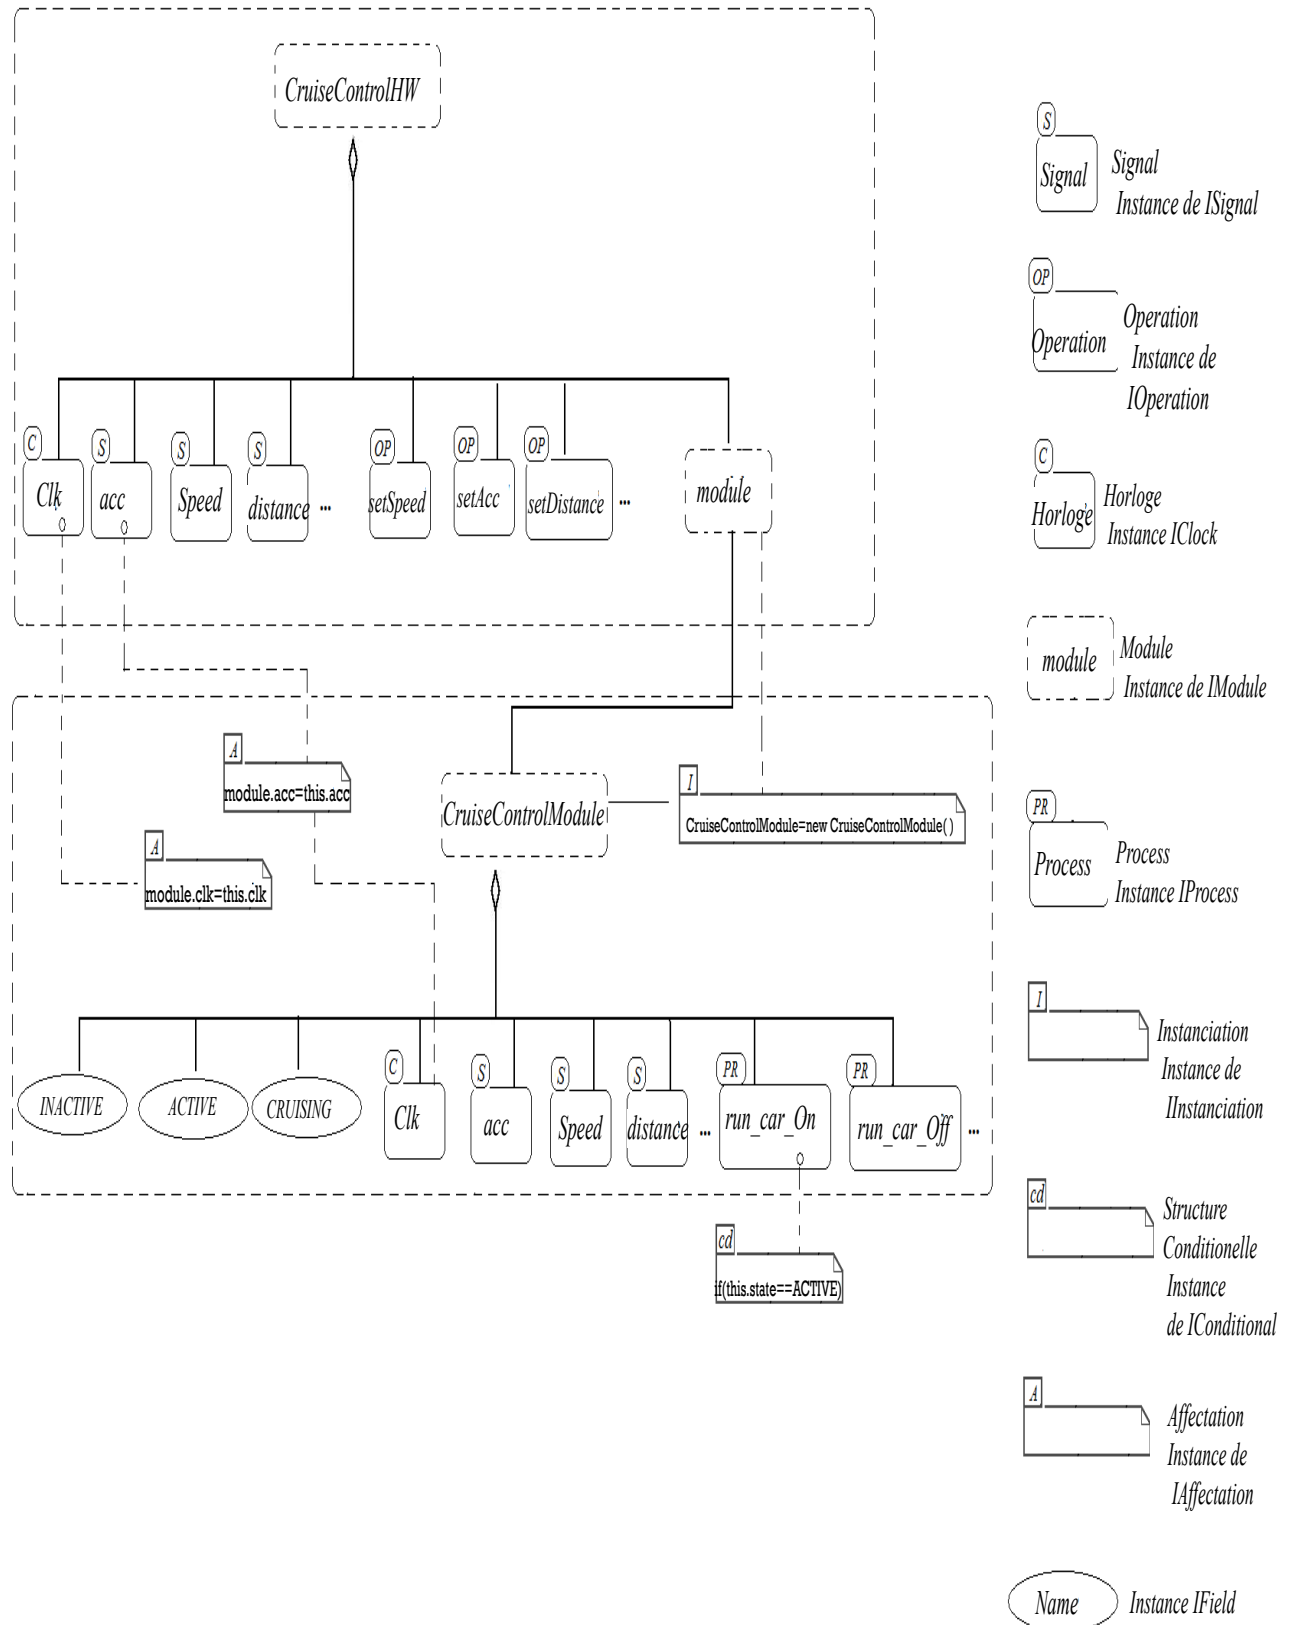 CruiseControlHW
C
S
S
S
OP
OP
OP
Clk
acc
Speed
distance ...
setSpeed
setAcc
setDistance ...
module
A
module.acc=this.acc
A
module.clk=this.clk
CruiseControlModule
I
CruiseControlModule=new CruiseControlModule( )
INACTIVE
ACTIVE
CRUISING
C
S
S
S
PR
PR
Clk
acc
Speed
distance ...
run_car_On
run_car_Off ...
cd
if(this.state==ACTIVE)
S
Signal
Signal
Instance de ISignal
OP
Operation
Operation
Instance de
IOperation
C
Horloge
Horloge
Instance IClock
module
Module
Instance de IModule
PR
Process
Process
Instance IProcess
I
Instanciation
Instance de
IInstanciation
cd
Structure
Conditionelle
Instance
de IConditional
A
Affectation
Instance de
IAffectation
Name
Instance IField